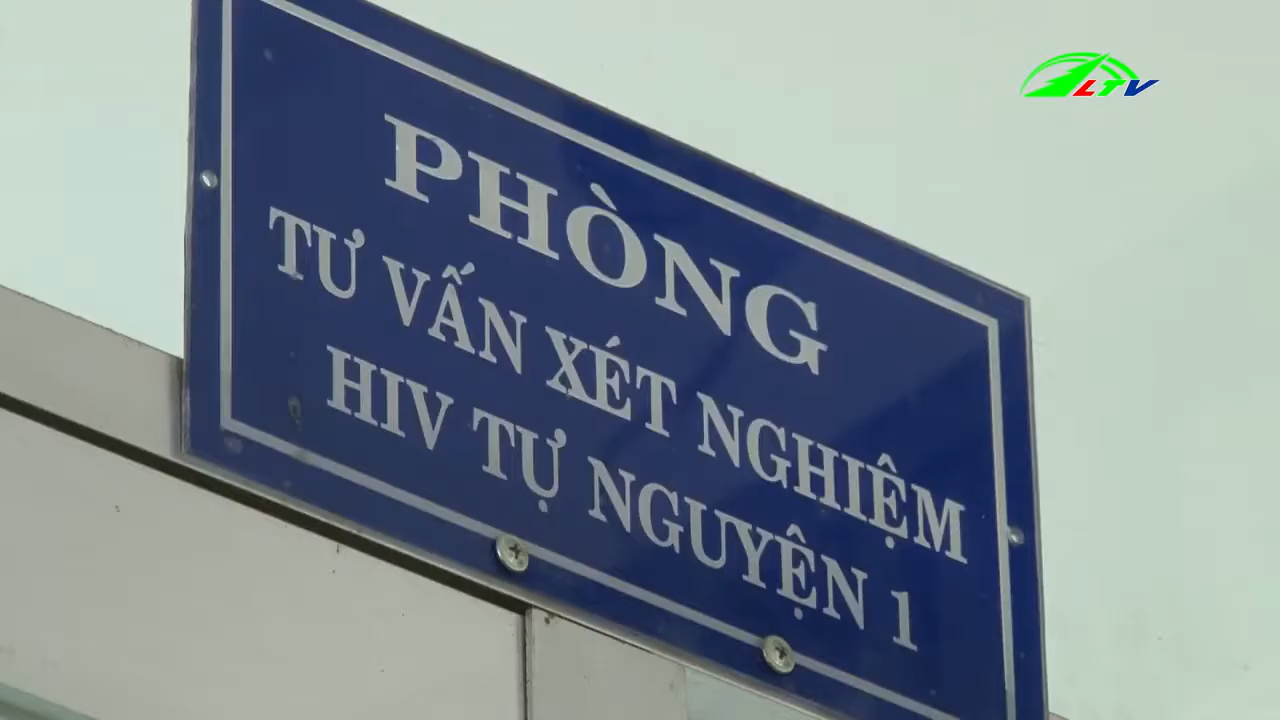 LTV
PHÒNG
TƯ VẤN XÉT NGHIỆM
HIV TỰ NGUYỆN 1